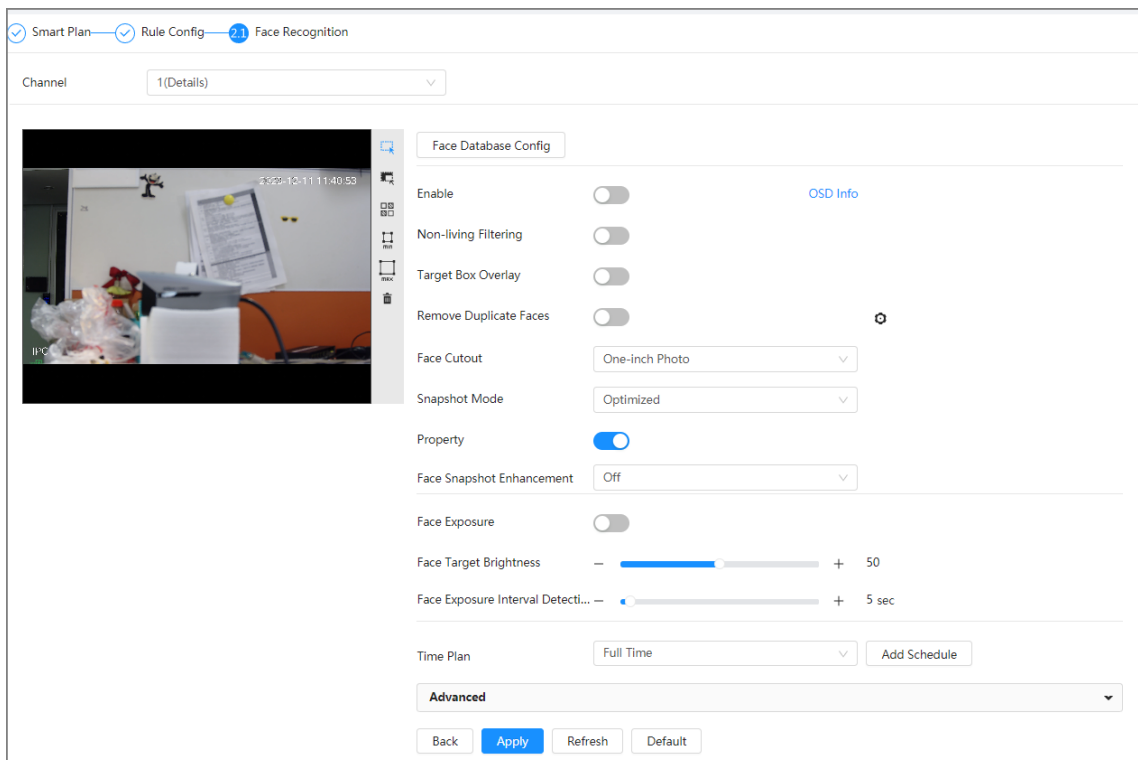 Smart Plan Rule Config 2.1 Face Recognition
Channel 1(Details)
Face Database Config
Enable OSD Info
Non-living Filtering
Target Box Overlay
Remove Duplicate Faces
Face Cutout One-inch Photo
Snapshot Mode Optimized
Property
Face Snapshot Enhancement Off
Face Exposure
Face Target Brightness − + 50
Face Exposure Interval Detecti... − + 5 sec
Time Plan Full Time Add Schedule
Advanced
Back Apply Refresh Default
11:40:53
IPC
min
max